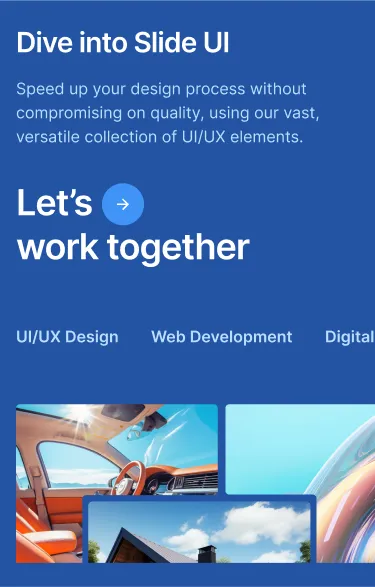 Dive into Slide UI
Speed up your design process without
compromising on quality, using our vast,
versatile collection of UI/UX elements.
Let’s
work together
UI/UX Design Web Development Digital